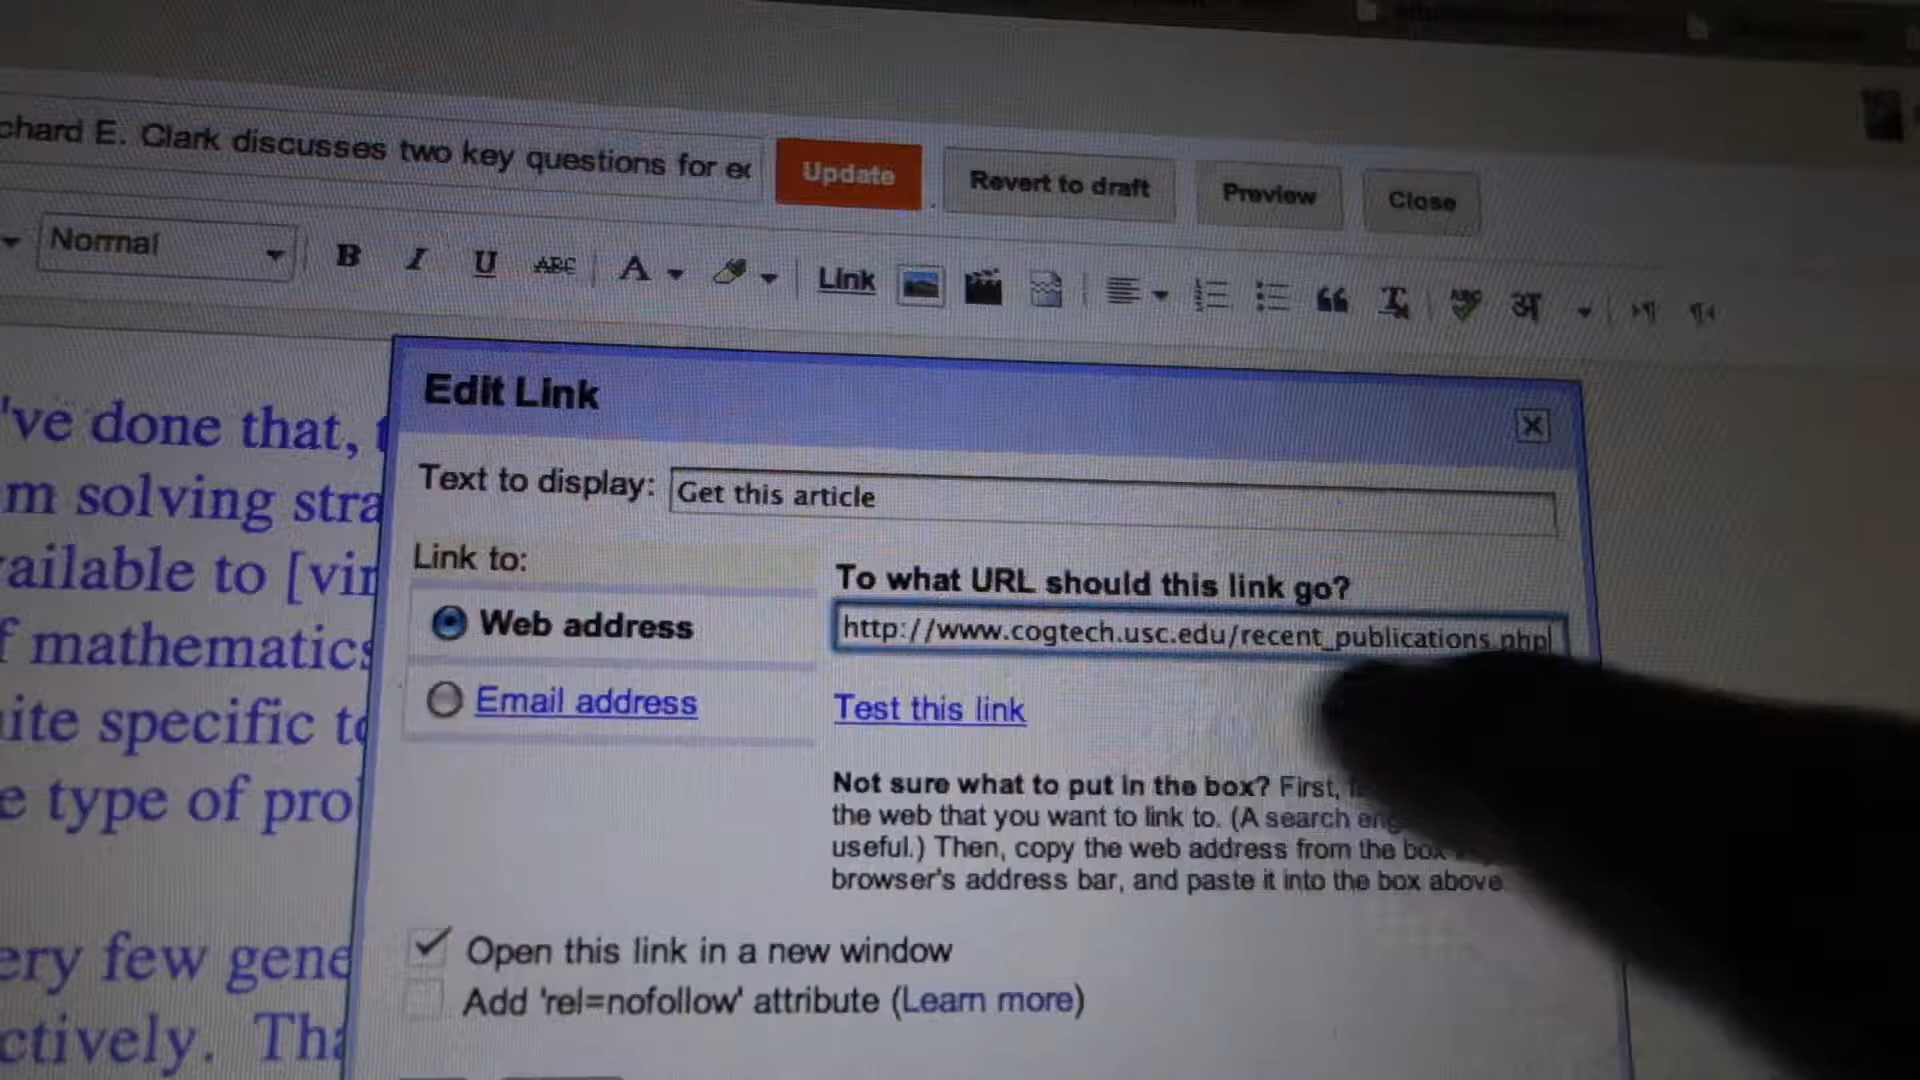 chard E. Clark discusses two key questions for ec
Update
Revert to draft
Preview
Close
Normal
B I U ABC A Link
Edit Link
Text to display: Get this article
Link to:
Web address
Email address
To what URL should this link go?
http://www.cogtech.usc.edu/recent_publications.php
Test this link
Not sure what to put in the box? First,
the web that you want to link to. (A search eng
useful.) Then, copy the web address from the box
browser's address bar, and paste it into the box above
Open this link in a new window
Add 'rel=nofollow' attribute (Learn more)
've done that, t
m solving stra
ailable to [vir
f mathematics
ite specific to
e type of pro
ery few gene
ctively. Tha